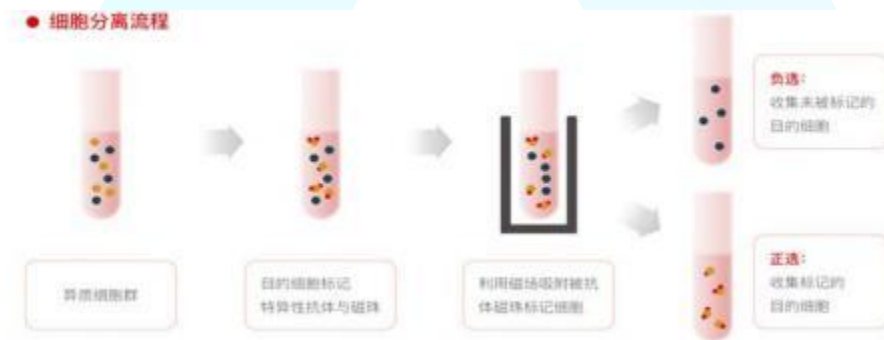 细胞分离流程
异质细胞群
目的细胞标记
特异性抗体与磁珠
利用磁场吸附被抗
体磁珠标记细胞
负选:
收集未被标记的
目的细胞
正选:
收集标记的
目的细胞